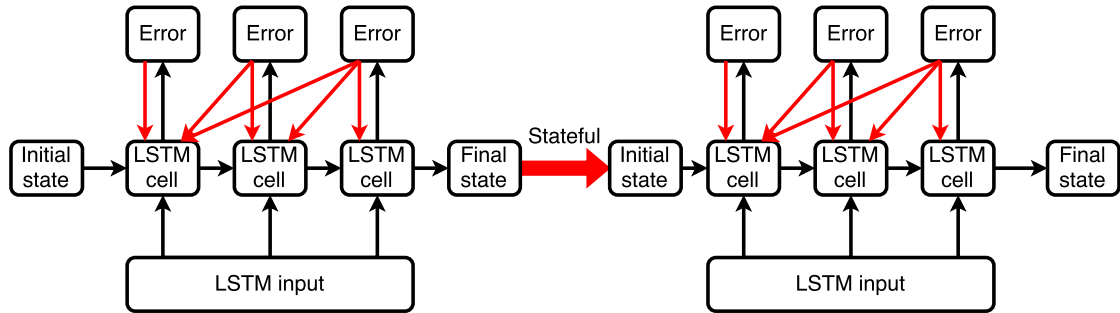 Error
Error
Error
Error
Error
Error
Stateful
Initial
state
LSTM
cell
LSTM
cell
LSTM
cell
Final
state
Initial
state
LSTM
cell
LSTM
cell
LSTM
cell
Final
state
LSTM input
LSTM input